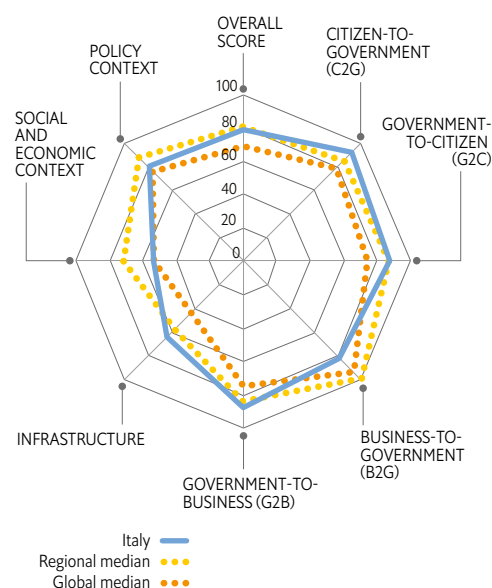 OVERALL
SCORE
CITIZEN-TO-
GOVERNMENT
(C2G)
POLICY
CONTEXT
100
80
60
40
20
0
SOCIAL
AND
ECONOMIC
CONTEXT
GOVERNMENT-
TO-CITIZEN
(G2C)
INFRASTRUCTURE
BUSINESS-TO-
GOVERNMENT
(B2G)
GOVERNMENT-TO-
BUSINESS (G2B)
Italy
Regional median
Global median